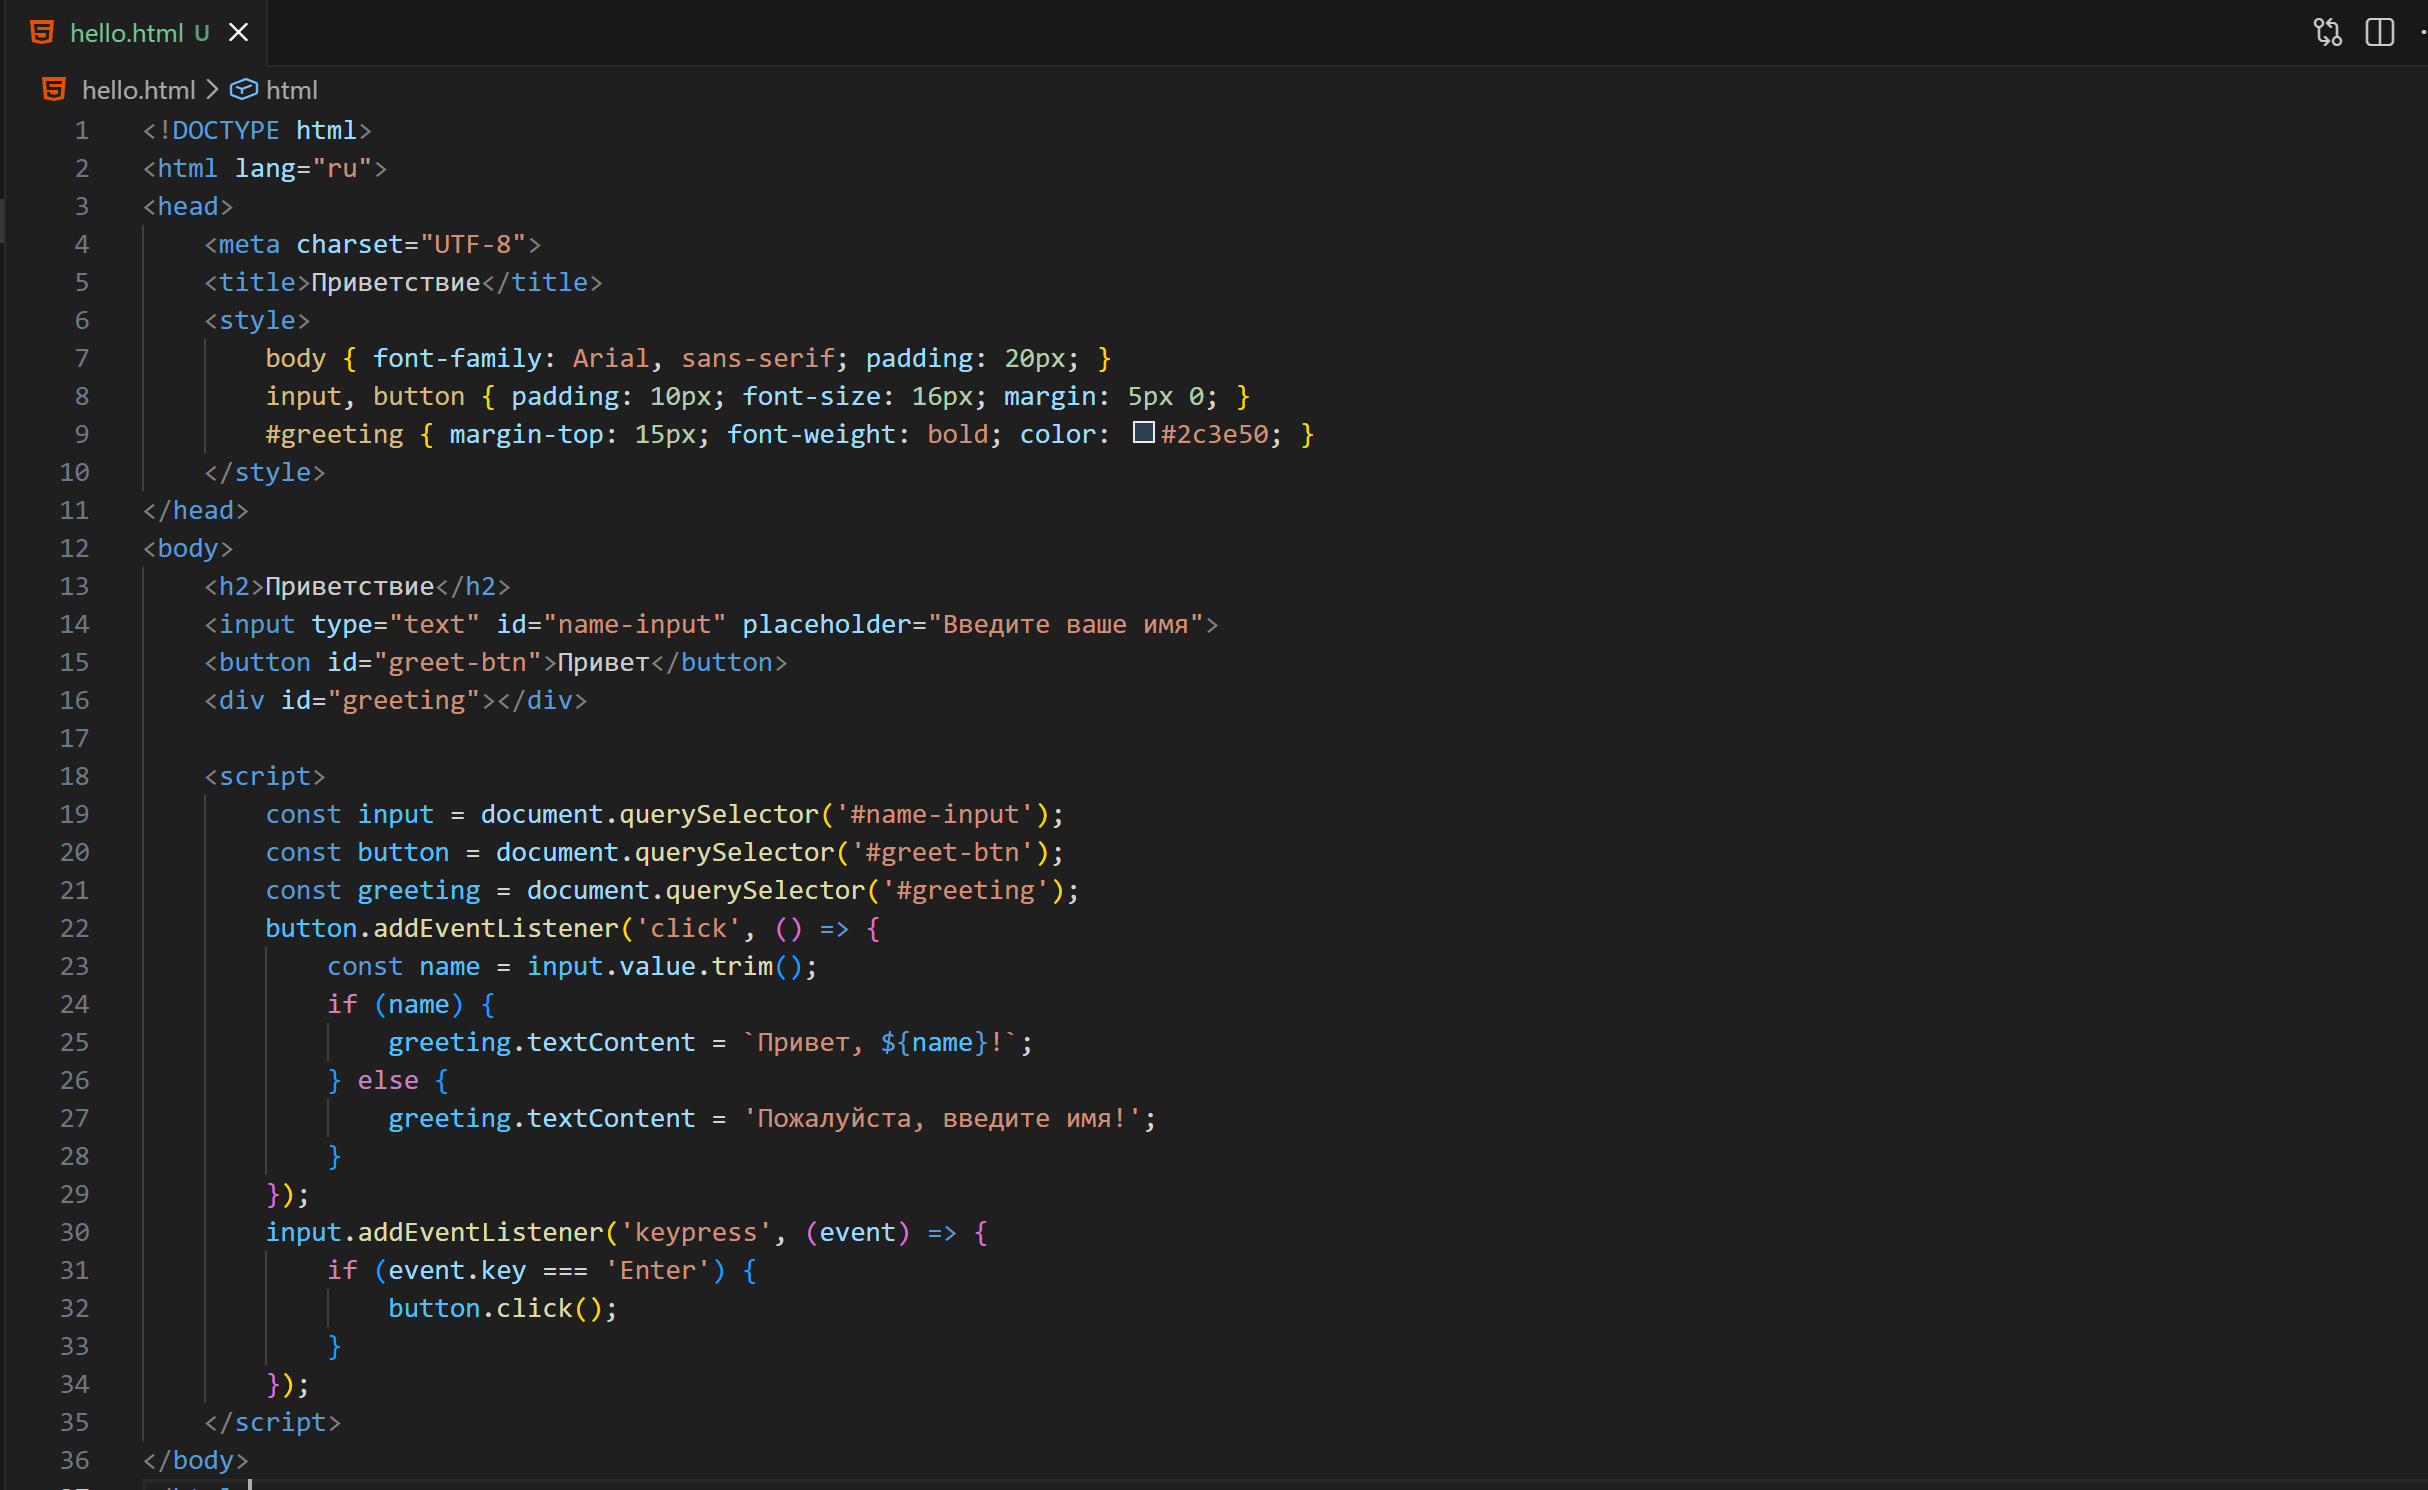 hello.html U
hello.html > html
1 <!DOCTYPE html>
2 <html lang="ru">
3 <head>
4     <meta charset="UTF-8">
5     <title>Приветствие</title>
6     <style>
7         body { font-family: Arial, sans-serif; padding: 20px; }
8         input, button { padding: 10px; font-size: 16px; margin: 5px 0; }
9         #greeting { margin-top: 15px; font-weight: bold; color: #2c3e50; }
10     </style>
11 </head>
12 <body>
13     <h2>Приветствие</h2>
14     <input type="text" id="name-input" placeholder="Введите ваше имя">
15     <button id="greet-btn">Привет</button>
16     <div id="greeting"></div>
17
18     <script>
19         const input = document.querySelector('#name-input');
20         const button = document.querySelector('#greet-btn');
21         const greeting = document.querySelector('#greeting');
22         button.addEventListener('click', () => {
23             const name = input.value.trim();
24             if (name) {
25                 greeting.textContent = `Привет, ${name}!`;
26             } else {
27                 greeting.textContent = 'Пожалуйста, введите имя!';
28             }
29         });
30         input.addEventListener('keypress', (event) => {
31             if (event.key === 'Enter') {
32                 button.click();
33             }
34         });
35     </script>
36 </body>